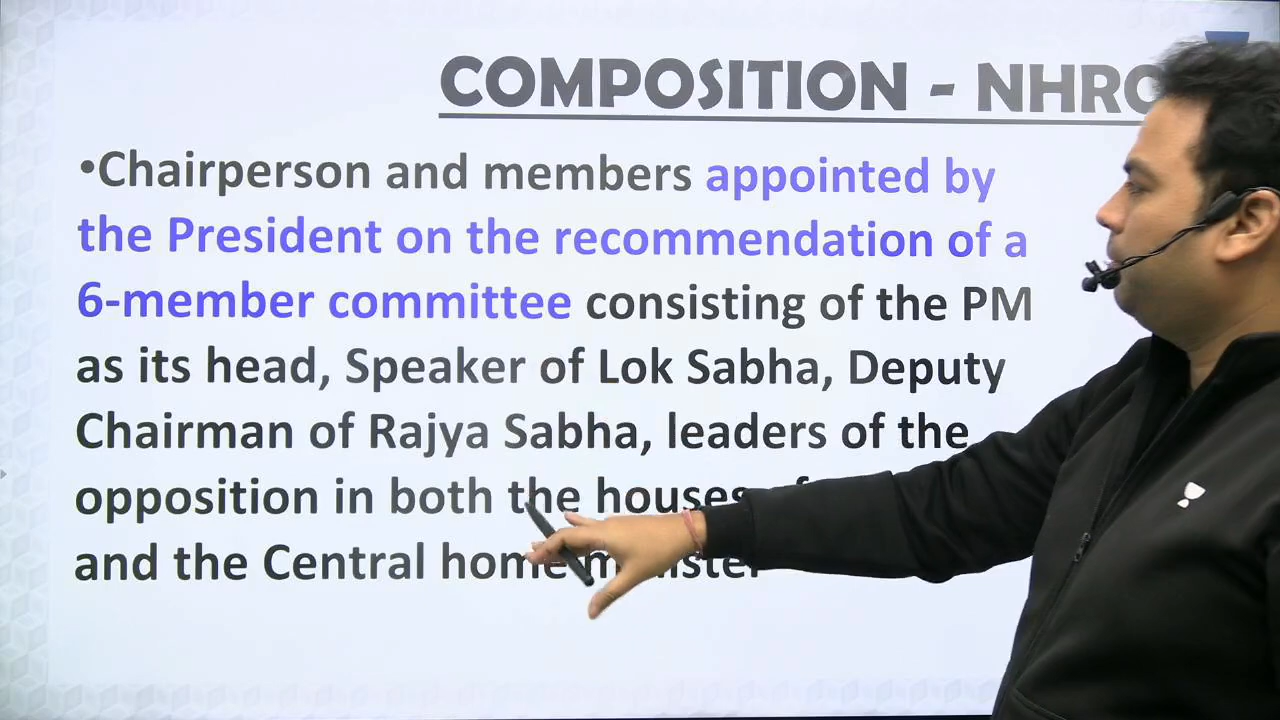 COMPOSITION - NHRC
•Chairperson and members appointed by
the President on the recommendation of a
6-member committee consisting of the PM
as its head, Speaker of Lok Sabha, Deputy
Chairman of Rajya Sabha, leaders of the
opposition in both the houses
and the Central home minister